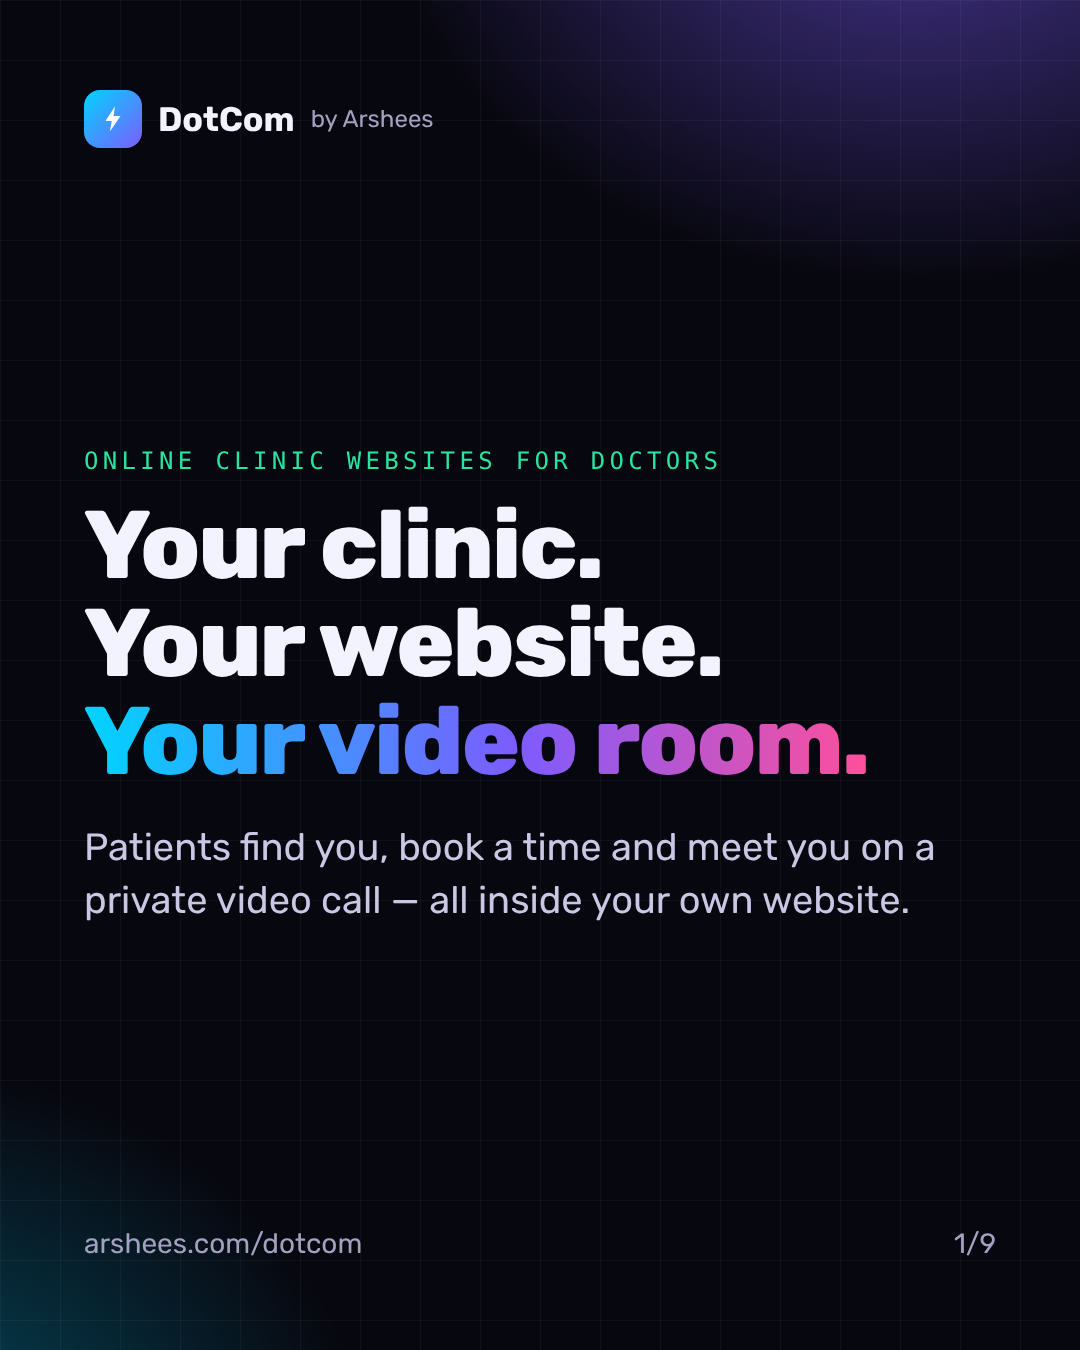 DotCom by Arshees
ONLINE CLINIC WEBSITES FOR DOCTORS
Your clinic.
Your website.
Your video room.
Patients find you, book a time and meet you on a
private video call — all inside your own website.
arshees.com/dotcom
1/9